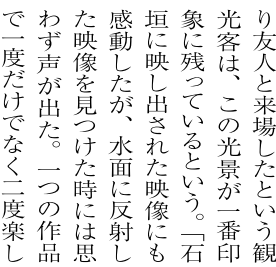 り友人と来場したという観
光客は、この光景が一番印
象に残っているという。「石
垣に映し出された映像にも
感動したが、水面に反射し
た映像を見つけた時には思
わず声が出た。一つの作品
で一度だけでなく二度楽し